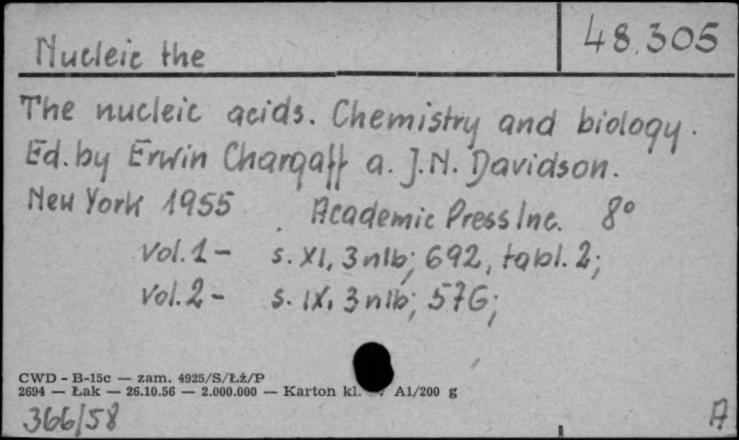 Nucleic the
48.305
The nucleic acids. Chemistry and biology.
Ed. by Erwin Chargaff a. J.N. Davidson.
New York 1955 Academic Press Inc. 8°
Vol. 1 - s. XI, 3 nlb; 692, tabl. 2;
Vol. 2 - s. IX, 3 nlb; 576;
CWD - B-15c — zam. 4925/S/Łż/P
2694 — Łak — 26.10.56 — 2.000.000 — Karton kl. A1/200 g
366/58
A